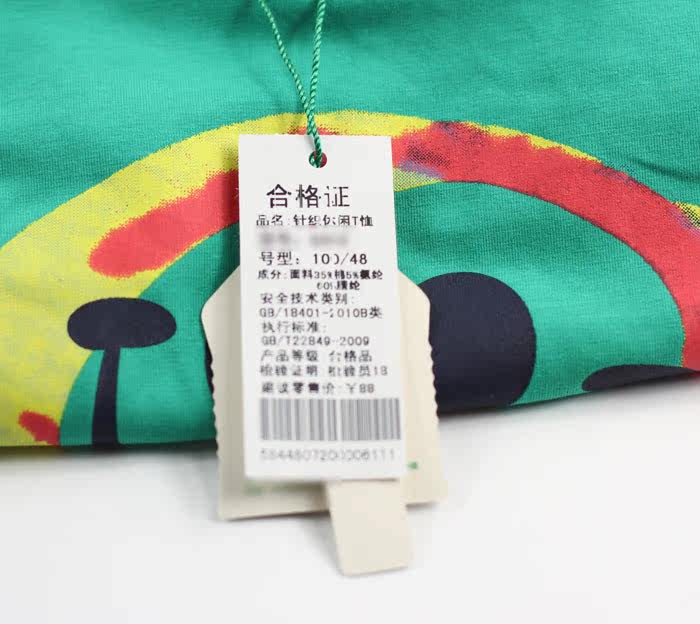 合格证
品名:针织休闲T恤
号型: 100/48
成分:面料35%棉5%氨纶
60%腈纶
安全技术类别:
GB/18401-2010B类
执行标准:
GB/T22849-2009
产品等级 合格品
检验证明 检验员18
建议零售价:¥88
5844807200006111